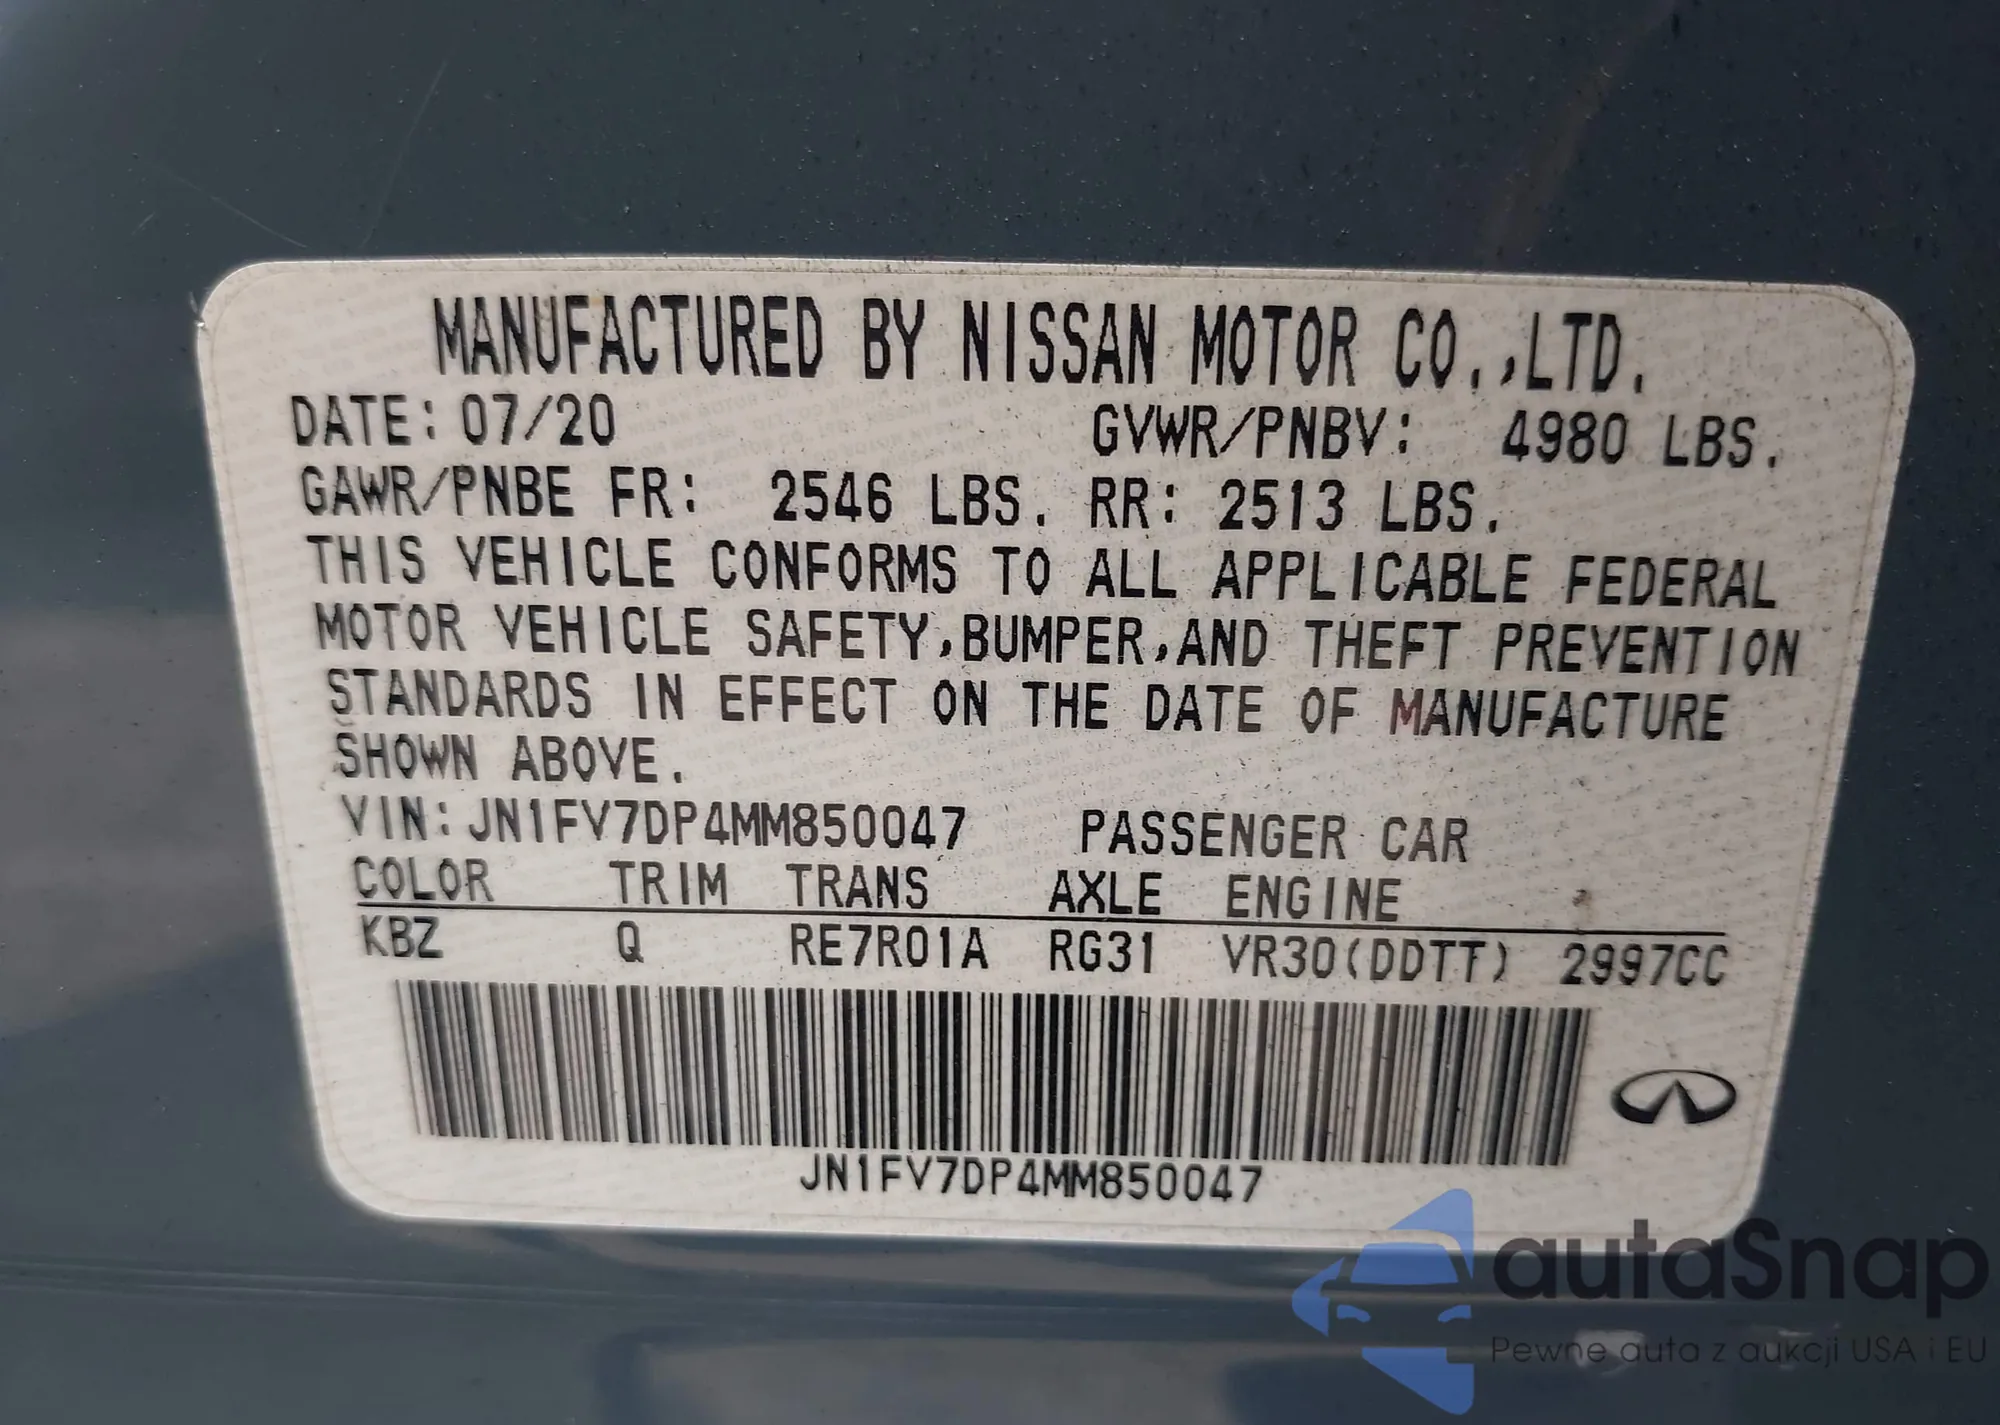 MANUFACTURED BY NISSAN MOTOR CO.,LTD.
DATE: 07/20 GVWR/PNBV: 4980 LBS.
GAWR/PNBE FR: 2546 LBS. RR: 2513 LBS.
THIS VEHICLE CONFORMS TO ALL APPLICABLE FEDERAL
MOTOR VEHICLE SAFETY,BUMPER,AND THEFT PREVENTION
STANDARDS IN EFFECT ON THE DATE OF MANUFACTURE
SHOWN ABOVE.
VIN:JN1FV7DP4MM850047 PASSENGER CAR
COLOR TRIM TRANS AXLE ENGINE
KBZ Q RE7R01A RG31 VR30(DDTT) 2997CC
JN1FV7DP4MM850047
autaSnap
Pewne auta z aukcji USA i EU